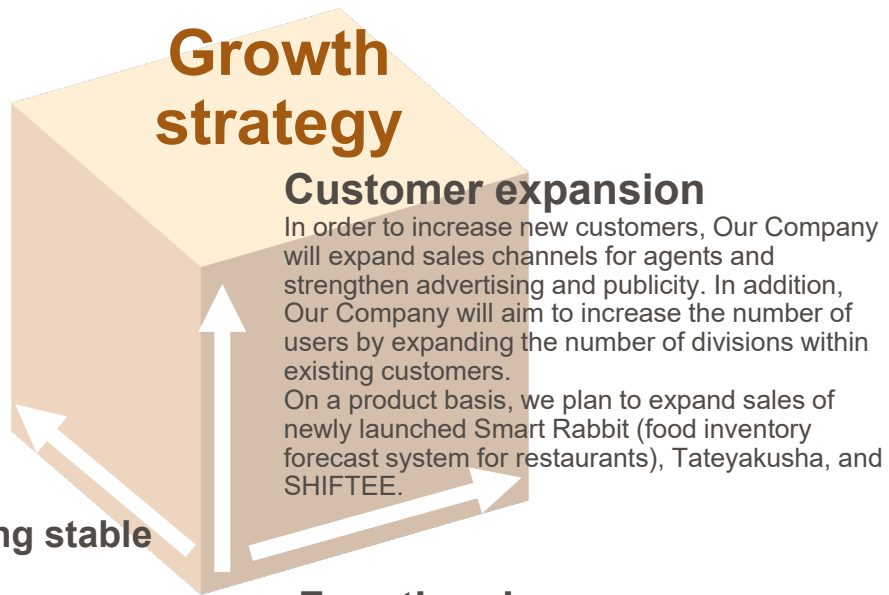 Growth
strategy
Customer expansion
In order to increase new customers, Our Company
will expand sales channels for agents and
strengthen advertising and publicity. In addition,
Our Company will aim to increase the number of
users by expanding the number of divisions within
existing customers.
On a product basis, we plan to expand sales of
newly launched Smart Rabbit (food inventory
forecast system for restaurants), Tateyakusha, and
SHIFTEE.
stable